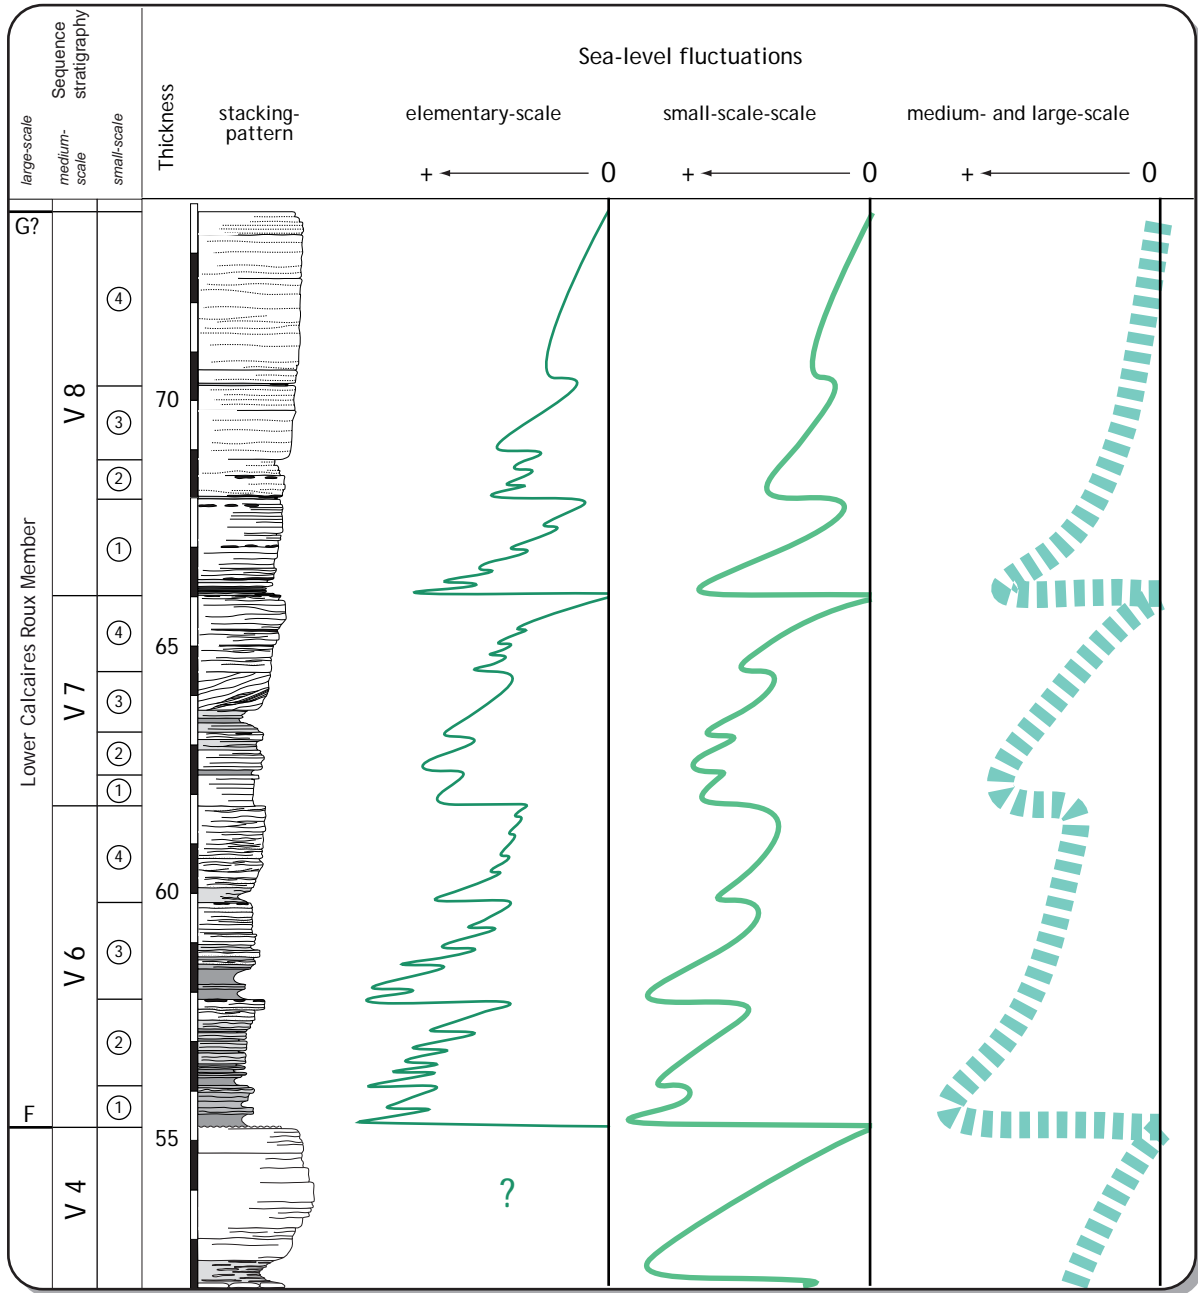 Sea-level fluctuations
Sequence
stratigraphy
large-scale
medium-
scale
small-scale
Thickness
stacking-
pattern
elementary-scale
small-scale-scale
medium- and large-scale
+ 0
+ 0
+ 0
G?
4
V 8
70
3
2
1
Lower Calcaires Roux Member
4
65
V 7
3
2
1
4
60
V 6
3
2
1
F
55
V 4
?